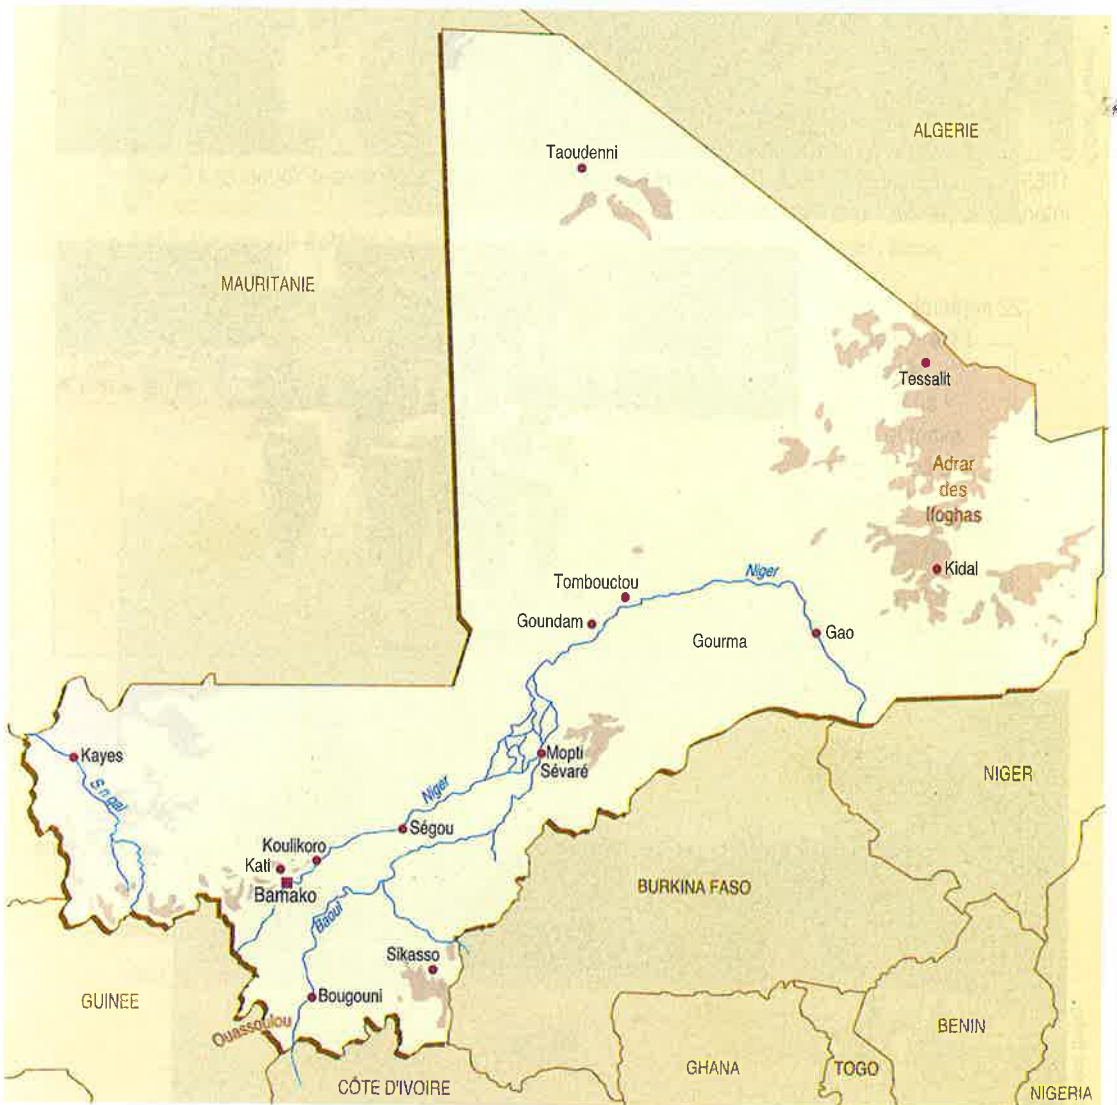 ALGERIE
Taoudenni
MAURITANIE
Tessalit
Adrar
des
Ifoghas
Kidal
Tombouctou
Niger
Goundam
Gao
Gourma
Kayes
Mopti
Sévaré
NIGER
S n gal
Niger
Ségou
Koulikoro
Kati
Bamako
BURKINA FASO
Baoul
Sikasso
GUINEE
Bougouni
Ouassoulou
BENIN
GHANA
TOGO
CÔTE D'IVOIRE
NIGERIA